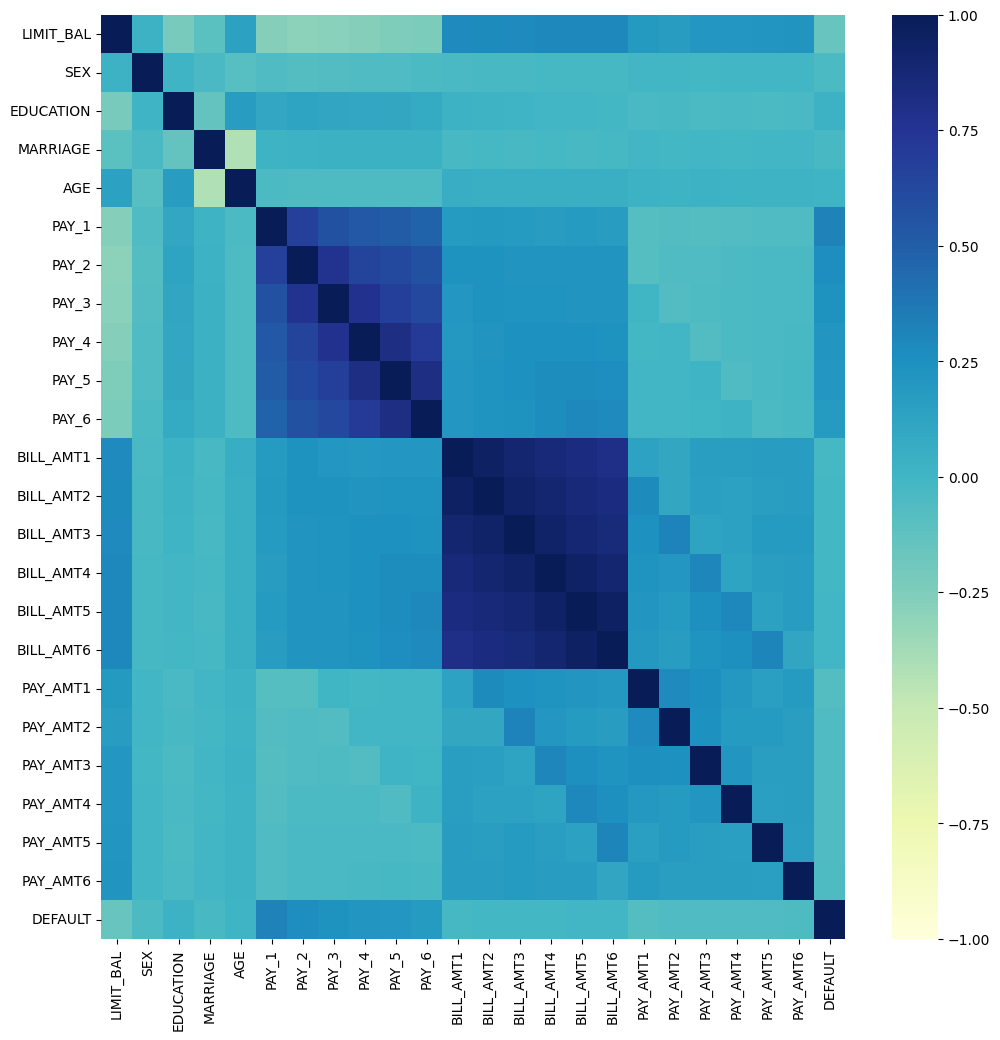 LIMIT_BAL
SEX
EDUCATION
MARRIAGE
AGE
PAY_1
PAY_2
PAY_3
PAY_4
PAY_5
PAY_6
BILL_AMT1
BILL_AMT2
BILL_AMT3
BILL_AMT4
BILL_AMT5
BILL_AMT6
PAY_AMT1
PAY_AMT2
PAY_AMT3
PAY_AMT4
PAY_AMT5
PAY_AMT6
DEFAULT
LIMIT_BAL
SEX
EDUCATION
MARRIAGE
AGE
PAY_1
PAY_2
PAY_3
PAY_4
PAY_5
PAY_6
BILL_AMT1
BILL_AMT2
BILL_AMT3
BILL_AMT4
BILL_AMT5
BILL_AMT6
PAY_AMT1
PAY_AMT2
PAY_AMT3
PAY_AMT4
PAY_AMT5
PAY_AMT6
DEFAULT
1.00
0.75
0.50
0.25
0.00
−0.25
−0.50
−0.75
−1.00